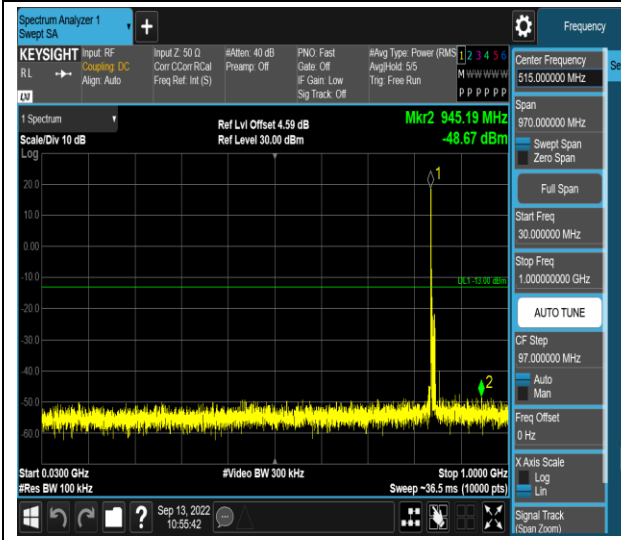 Spectrum Analyzer 1
Swept SA
+
Frequency
KEYSIGHT
RL
LXI
Input: RF
Coupling: DC
Align: Auto
Input Z: 50 Ω
Corr CCorr RCal
Freq Ref: Int (S)
#Atten: 40 dB
Preamp: Off
PNO: Fast
Gate: Off
IF Gain: Low
Sig Track: Off
#Avg Type: Power (RMS
Avg|Hold: 5/5
Trig: Free Run
1 2 3 4 5 6
M W W W W W
P P P P P P
1 Spectrum
Scale/Div 10 dB
Ref Lvl Offset 4.59 dB
Ref Level 30.00 dBm
Mkr2 945.19 MHz
-48.67 dBm
Log
20.0
10.0
0.00
-10.0
-20.0
-30.0
-40.0
-50.0
-60.0
1
DL1 -13.00 dBm
2
Start 0.0300 GHz
#Res BW 100 kHz
#Video BW 300 kHz
Stop 1.0000 GHz
Sweep ~36.5 ms (10000 pts)
?
Sep 13, 2022
10:55:42
Center Frequency
515.000000 MHz
Se
Span
970.000000 MHz
Swept Span
Zero Span
Full Span
Start Freq
30.000000 MHz
Stop Freq
1.000000000 GHz
AUTO TUNE
CF Step
97.000000 MHz
Auto
Man
Freq Offset
0 Hz
X Axis Scale
Log
Lin
Signal Track
(Span Zoom)